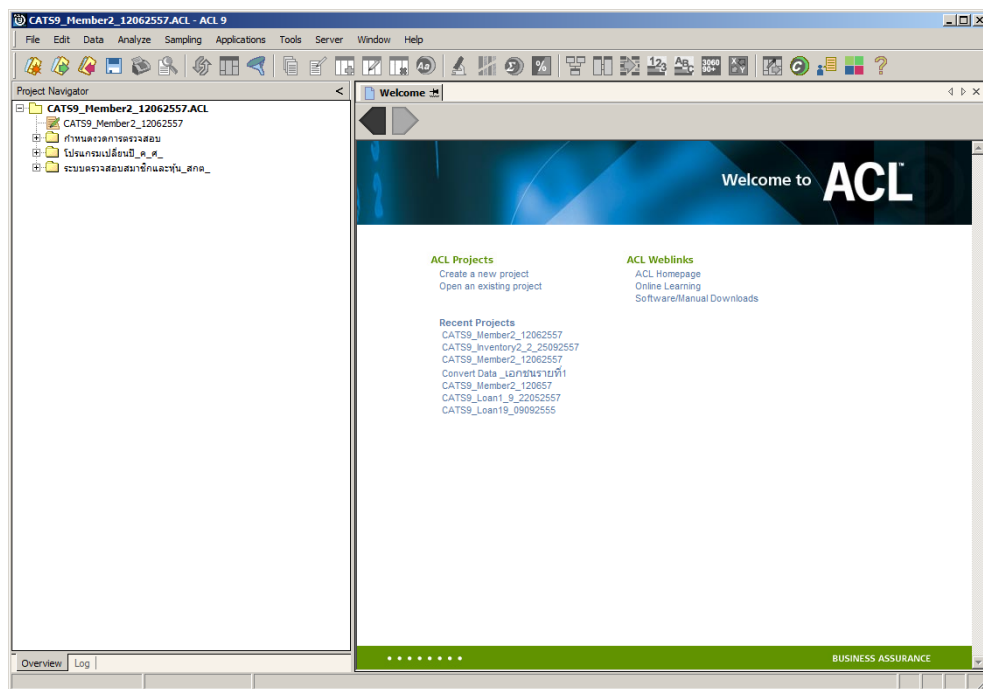 CATS9_Member2_12062557.ACL - ACL 9
File Edit Data Analyze Sampling Applications Tools Server Window Help
Project Navigator <
Welcome
CATS9_Member2_12062557.ACL
CATS9_Member2_12062557
กำหนดงวดการตรวจสอบ
โปรแกรมเปลี่ยนปี_ค_ศ_
ระบบตรวจสอบสมาชิกและหุ้น_สกต_
Welcome to ACL™
ACL Projects
Create a new project
Open an existing project
ACL Weblinks
ACL Homepage
Online Learning
Software/Manual Downloads
Recent Projects
CATS9_Member2_12062557
CATS9_Inventory2_2_25092557
CATS9_Member2_12062557
Convert Data _เอกชนรายที่1
CATS9_Member2_120657
CATS9_Loan1_9_22052557
CATS9_Loan19_09092555
BUSINESS ASSURANCE
Overview Log